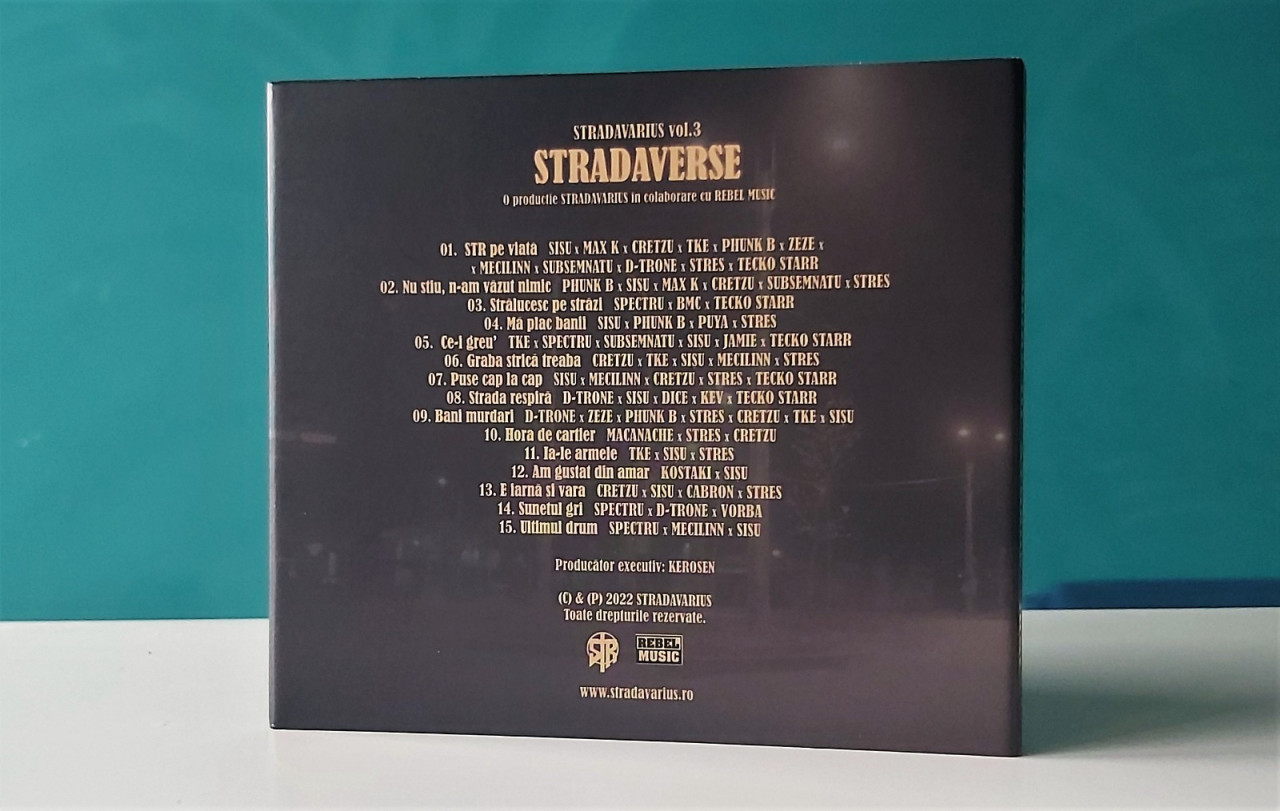 STRADAVARIUS vol.3
STRADAVERSE
O productie STRADAVARIUS in colaborare cu REBEL MUSIC
01. STR pe viată SISU x MAX K x CRETZU x TKE x PHUNK B x ZEZE x
x MECILINN x SUBSEMNATU x D-TRONE x STRES x TECKO STARR
02. Nu stiu, n-am văzut nimic PHUNK B x SISU x MAX K x CRETZU x SUBSEMNATU x STRES
03. Strălucesc pe străzi SPECTRU x BMC x TECKO STARR
04. Mă plac banii SISU x PHUNK B x PUYA x STRES
05. Ce-i greu' TKE x SPECTRU x SUBSEMNATU x SISU x JAMIE x TECKO STARR
06. Graba strică treaba CRETZU x TKE x SISU x MECILINN x STRES
07. Puse cap la cap SISU x MECILINN x CRETZU x STRES x TECKO STARR
08. Strada respiră D-TRONE x SISU x DICE x KEV x TECKO STARR
09. Bani murdari D-TRONE x ZEZE x PHUNK B x STRES x CRETZU x TKE x SISU
10. Hora de cartier MACANACHE x STRES x CRETZU
11. Ia-le armele TKE x SISU x STRES
12. Am gustat din amar KOSTAKI x SISU
13. E iarnă si vara CRETZU x SISU x CABRON x STRES
14. Sunetul gri SPECTRU x D-TRONE x VORBA
15. Ultimul drum SPECTRU x MECILINN x SISU
Producător executiv: KEROSEN
(C) & (P) 2022 STRADAVARIUS
Toate drepturile rezervate.
STR
REBEL
MUSIC
www.stradavarius.ro